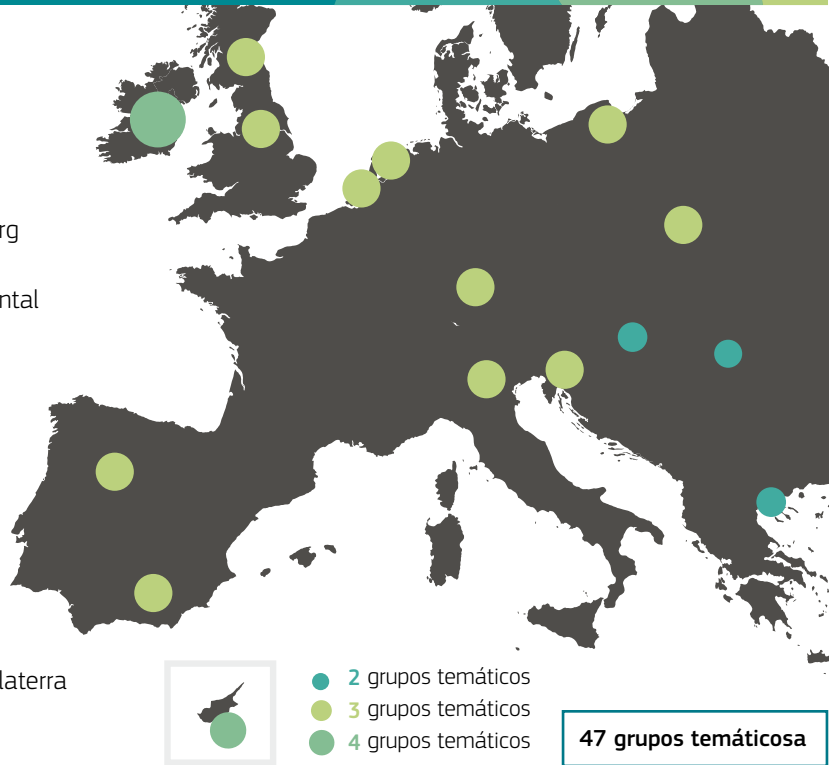 rg
ntal
laterra
2 grupos temáticos
3 grupos temáticos
4 grupos temáticos
47 grupos temáticosa